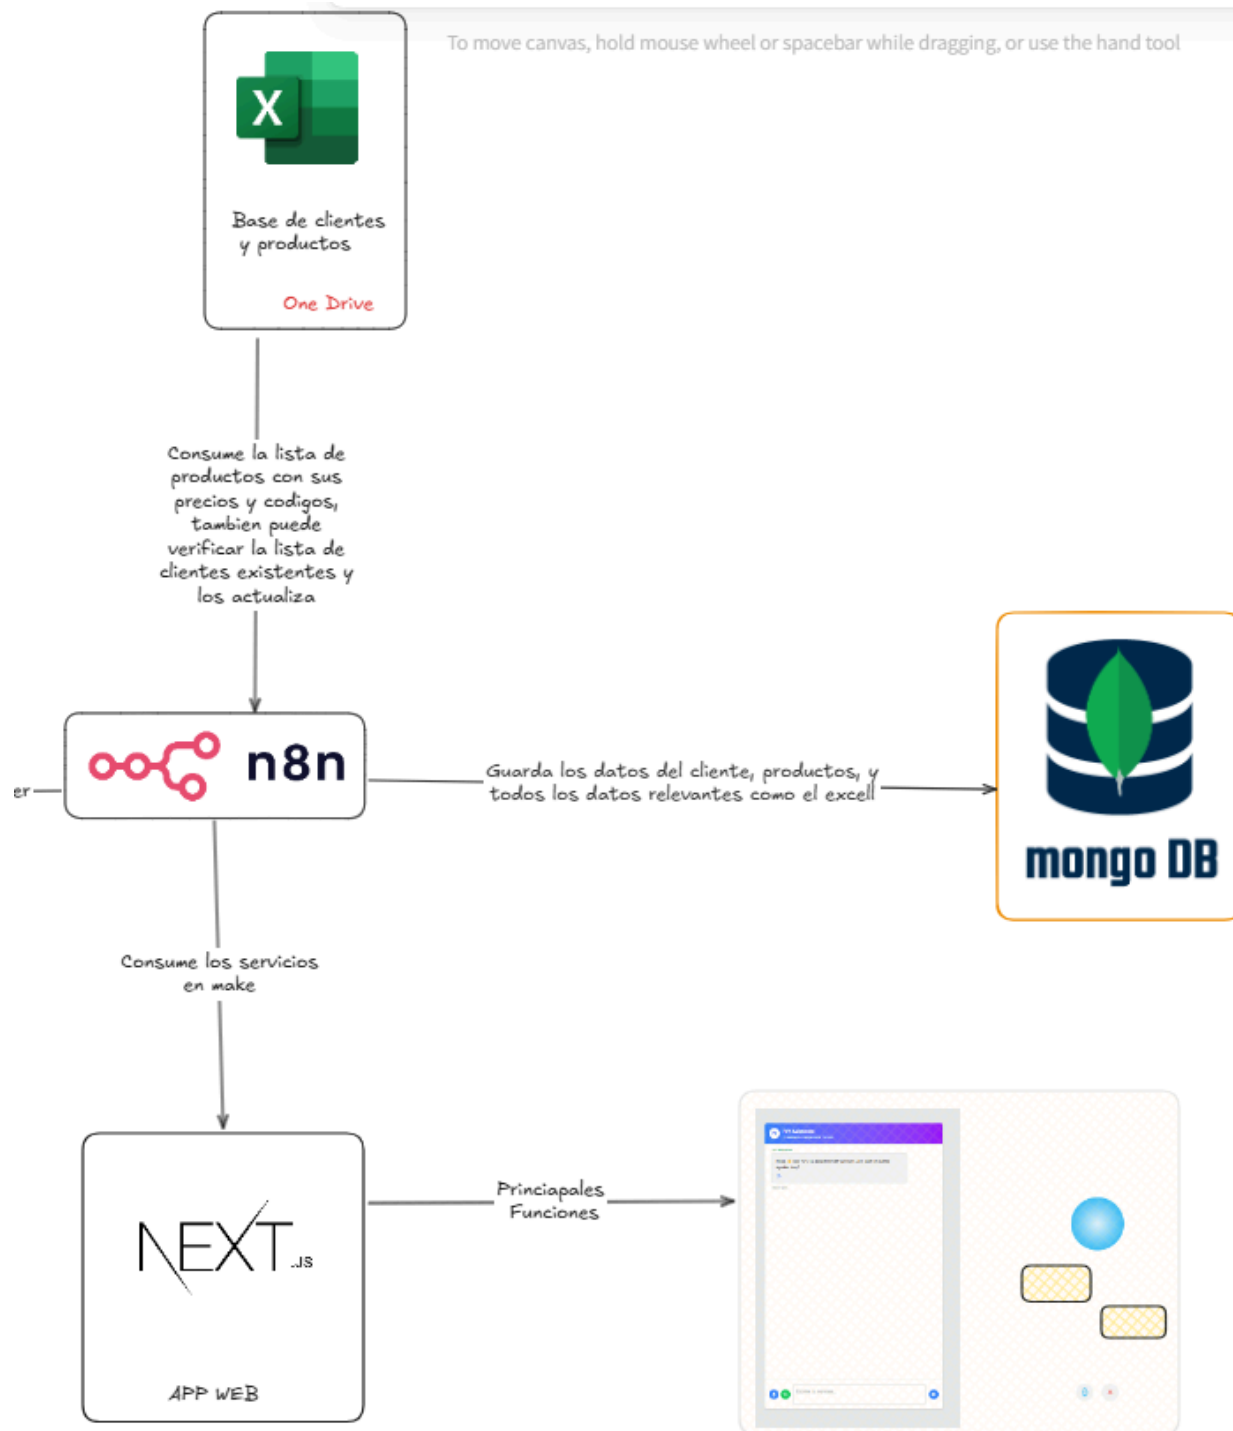 To move canvas, hold mouse wheel or spacebar while dragging, or use the hand tool
X
Base de clientes
y productos
One Drive
Consume la lista de
productos con sus
precios y codigos,
tambien puede
verificar la lista de
clientes existentes y
los actualiza
er
n8n
Guarda los datos del cliente, productos, y
todos los datos relevantes como el excell
mongo DB
Consume los servicios
en make
NEXT.JS
APP WEB
Princiapales
Funciones